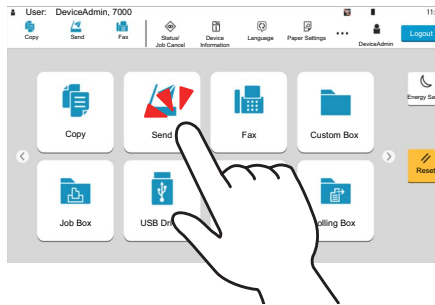 User: DeviceAdmin, 7000
11:
Copy
Send
Fax
Status/
Job Cancel
Device
Information
Language
Paper Settings
DeviceAdmin
Logout
Copy
Send
Fax
Custom Box
Energy Sa
Job Box
USB Dri
olling Box
Reset